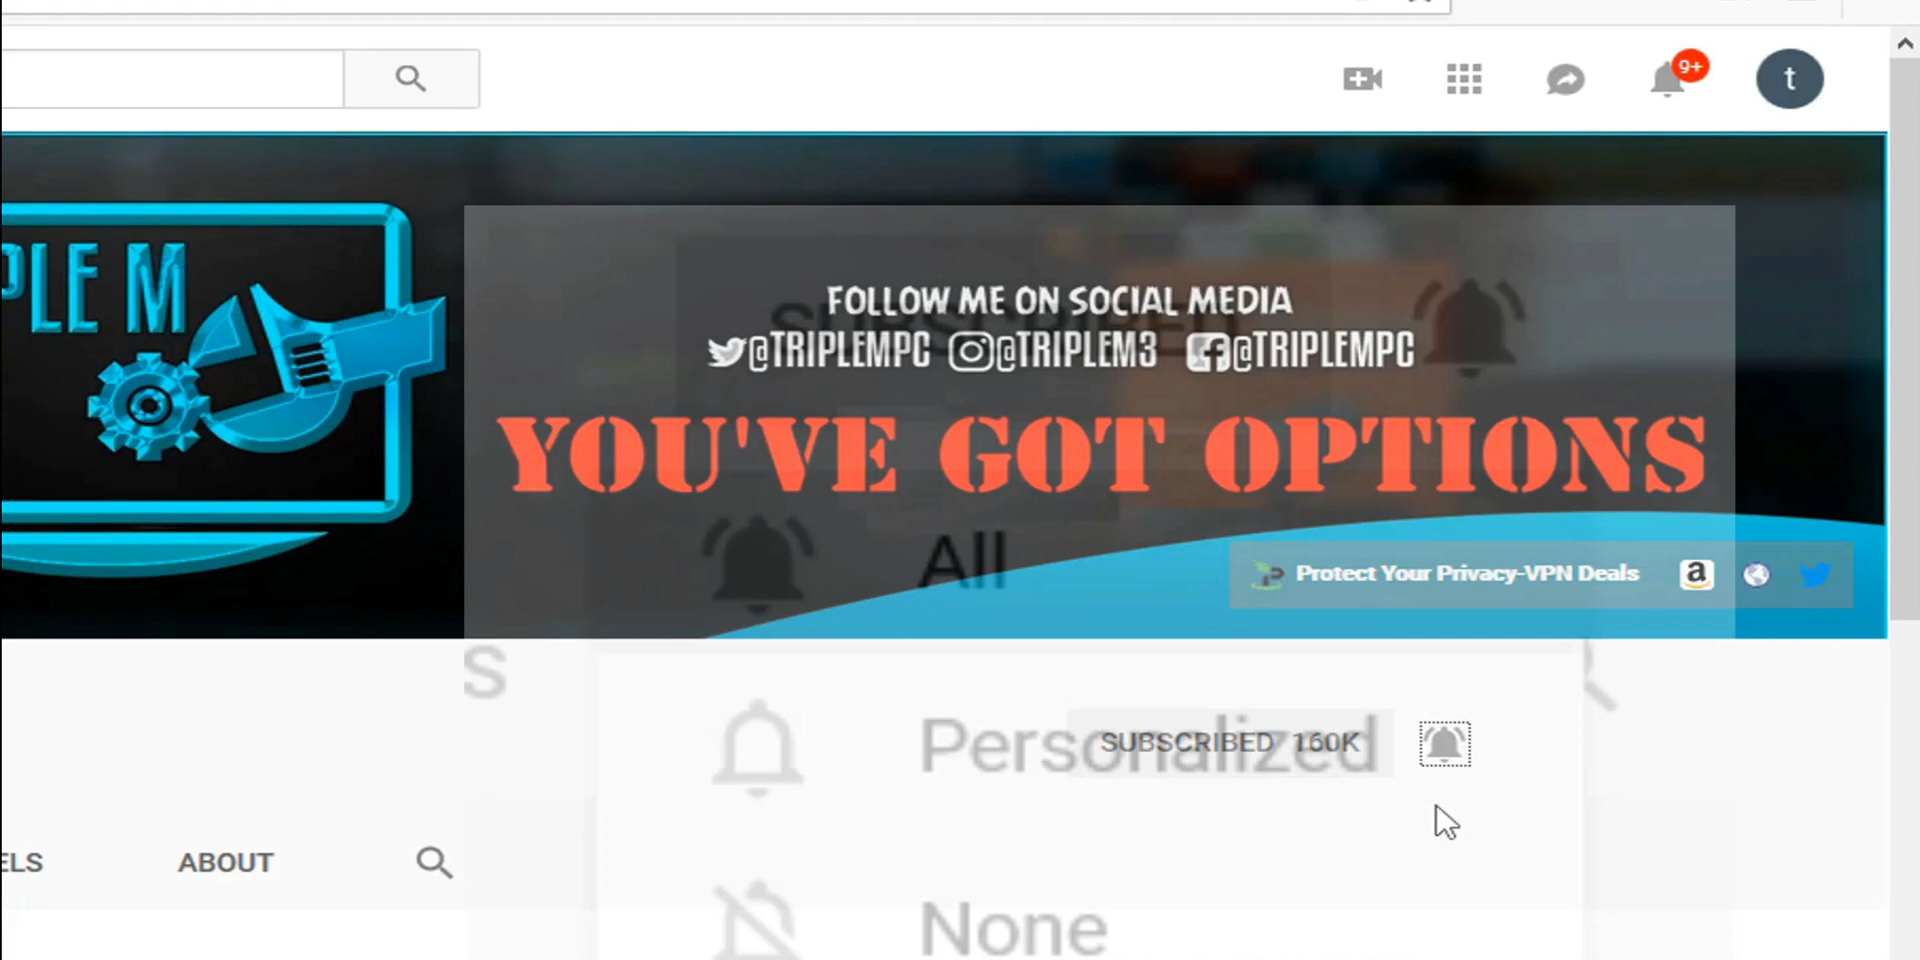 9+
t
PLE M
SUBSCRIBED
FOLLOW ME ON SOCIAL MEDIA
@TRIPLEMPC @TRIPLEM3 @TRIPLEMPC
YOU'VE GOT OPTIONS
All
Protect Your Privacy-VPN Deals a
S
Personalized
SUBSCRIBED 160K
ELS ABOUT
None